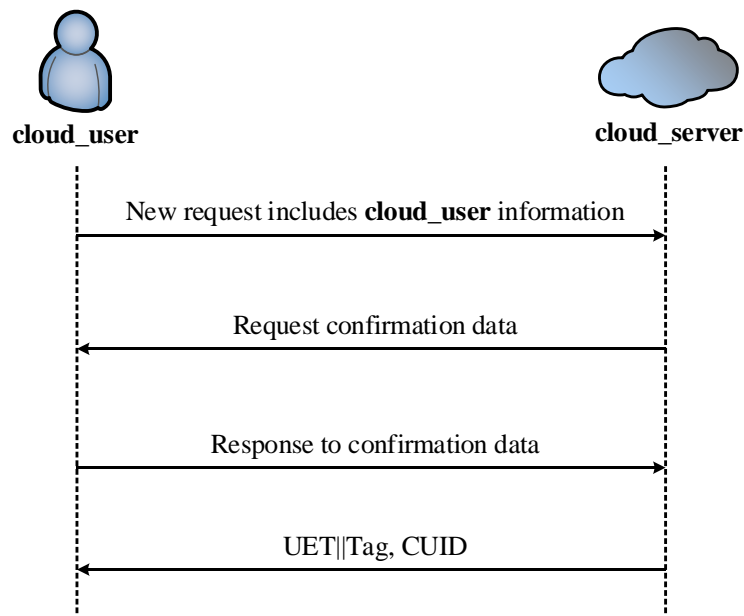 cloud_user
cloud_server
New request includes cloud_user information
Request confirmation data
Response to confirmation data
UET||Tag, CUID